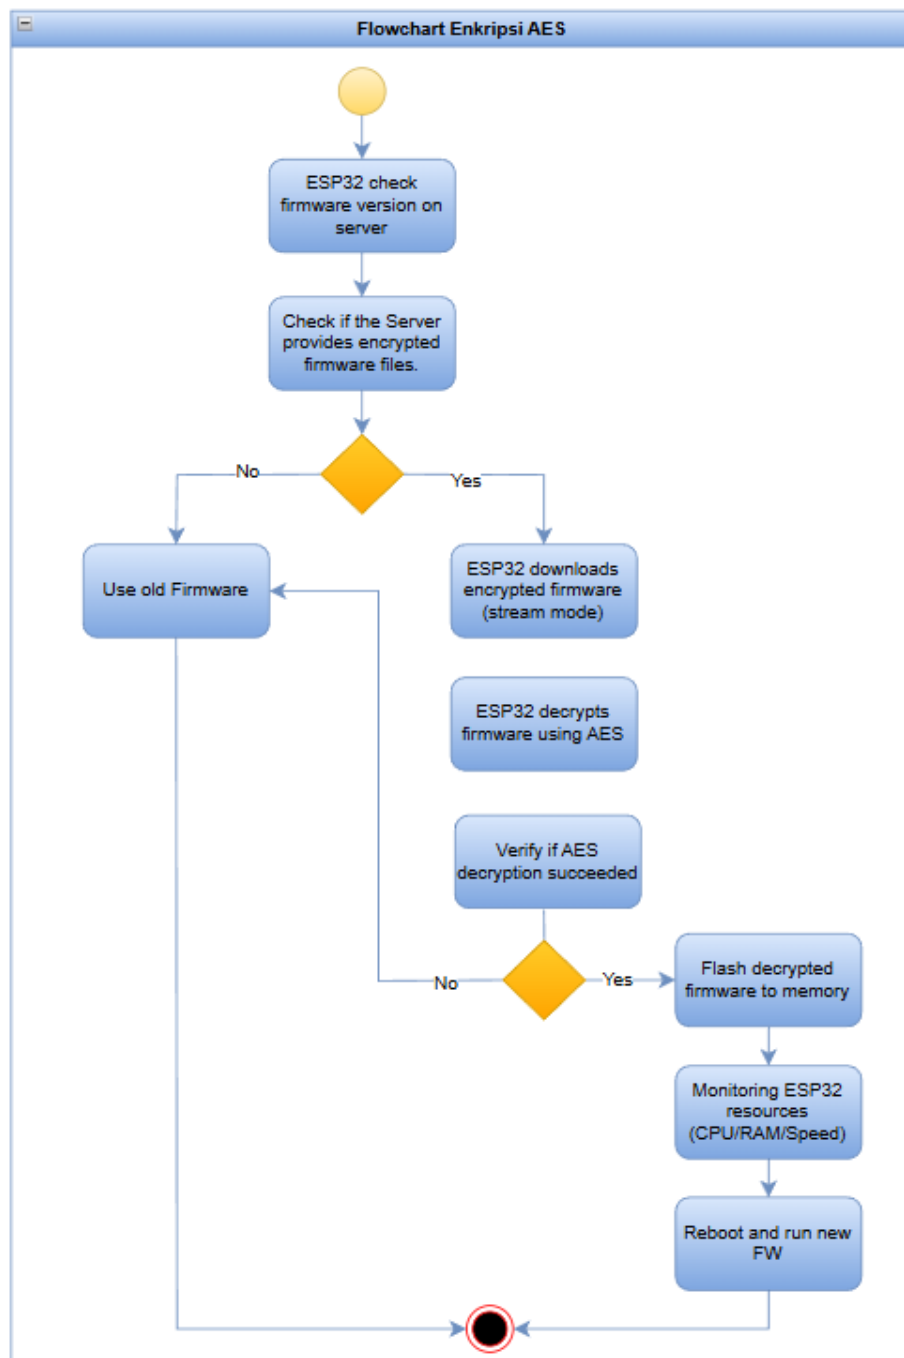 Flowchart Enkripsi AES
ESP32 check
firmware version on
server
Check if the Server
provides encrypted
firmware files.
No
Yes
Use old Firmware
ESP32 downloads
encrypted firmware
(stream mode)
ESP32 decrypts
firmware using AES
Verify if AES
decryption succeeded
No
Yes
Flash decrypted
firmware to memory
Monitoring ESP32
resources
(CPU/RAM/Speed)
Reboot and run new
FW